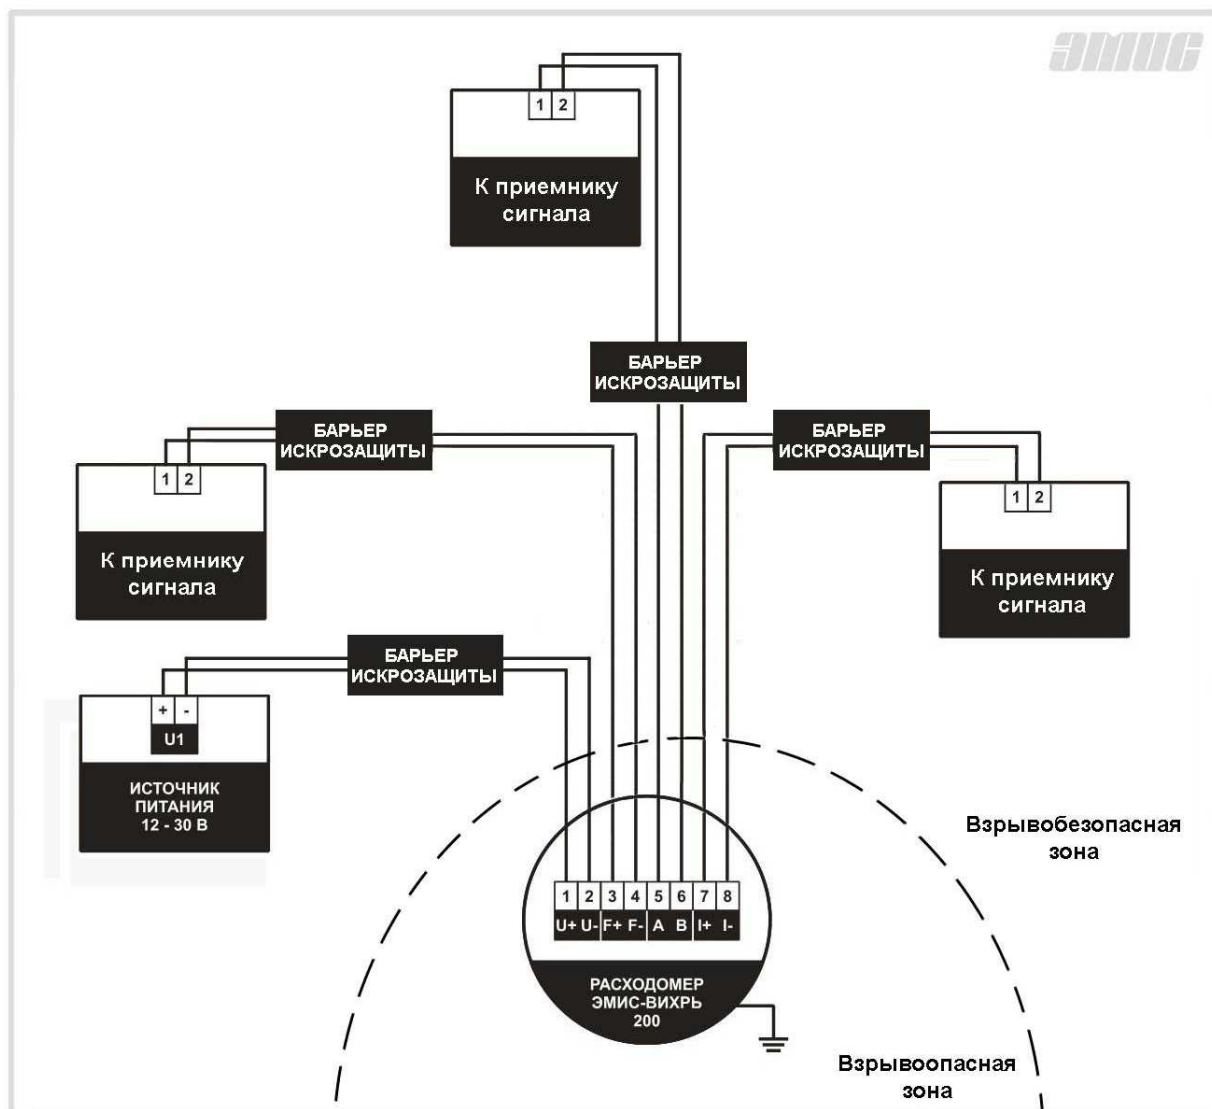 ЭМИС
1 2
К приемнику
сигнала
БАРЬЕР
ИСКРОЗАЩИТЫ
БАРЬЕР
ИСКРОЗАЩИТЫ
БАРЬЕР
ИСКРОЗАЩИТЫ
1 2
К приемнику
сигнала
1 2
К приемнику
сигнала
БАРЬЕР
ИСКРОЗАЩИТЫ
+ -
U1
ИСТОЧНИК
ПИТАНИЯ
12 - 30 В
Взрывобезопасная
зона
1 2 3 4 5 6 7 8
U+ U- F+ F- A B I+ I-
РАСХОДОМЕР
ЭМИС-ВИХРЬ
200
Взрывоопасная
зона